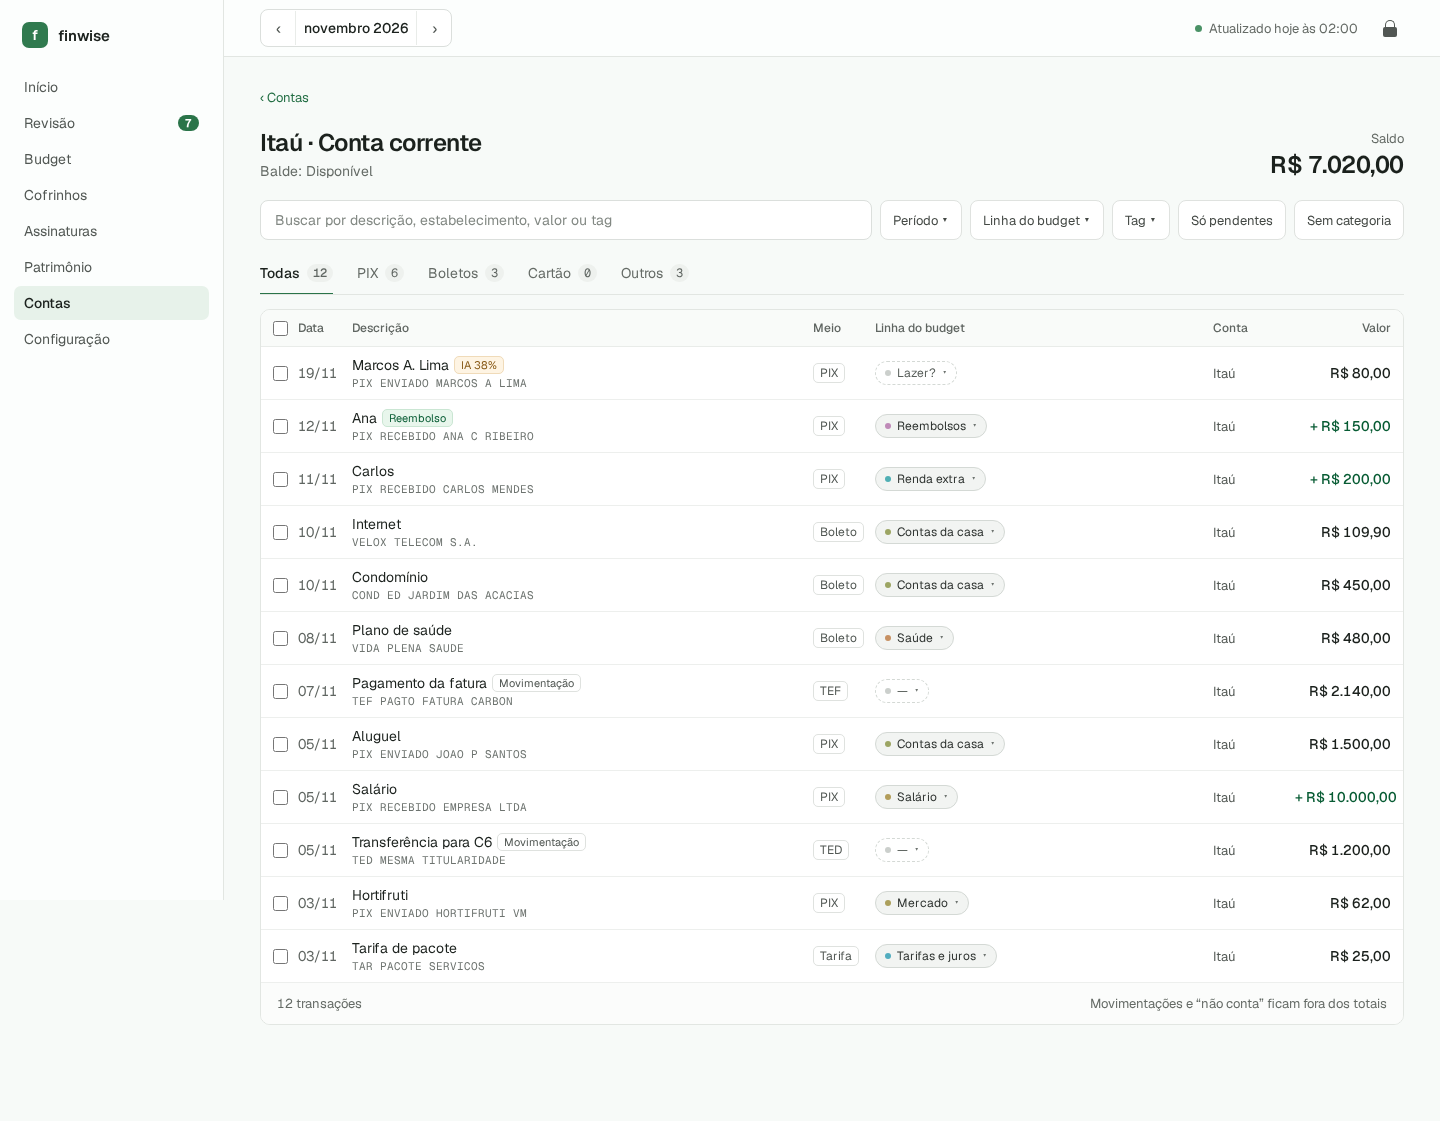 f finwise
‹ novembro 2026 ›
Atualizado hoje às 02:00
Início
Revisão 7
Budget
Cofrinhos
Assinaturas
Patrimônio
Contas
Configuração
‹ Contas
Itaú · Conta corrente
Balde: Disponível
Saldo
R$ 7.020,00
Buscar por descrição, estabelecimento, valor ou tag
Período
Linha do budget
Tag
Só pendentes
Sem categoria
Todas 12
PIX 6
Boletos 3
Cartão 0
Outros 3
Data Descrição Meio Linha do budget Conta Valor
19/11 Marcos A. Lima IA 38% PIX Lazer? Itaú R$ 80,00
PIX ENVIADO MARCOS A LIMA
12/11 Ana Reembolso PIX Reembolsos Itaú + R$ 150,00
PIX RECEBIDO ANA C RIBEIRO
11/11 Carlos PIX Renda extra Itaú + R$ 200,00
PIX RECEBIDO CARLOS MENDES
10/11 Internet Boleto Contas da casa Itaú R$ 109,90
VELOX TELECOM S.A.
10/11 Condomínio Boleto Contas da casa Itaú R$ 450,00
COND ED JARDIM DAS ACACIAS
08/11 Plano de saúde Boleto Saúde Itaú R$ 480,00
VIDA PLENA SAUDE
07/11 Pagamento da fatura Movimentação TEF — Itaú R$ 2.140,00
TEF PAGTO FATURA CARBON
05/11 Aluguel PIX Contas da casa Itaú R$ 1.500,00
PIX ENVIADO JOAO P SANTOS
05/11 Salário PIX Salário Itaú + R$ 10.000,00
PIX RECEBIDO EMPRESA LTDA
05/11 Transferência para C6 Movimentação TED — Itaú R$ 1.200,00
TED MESMA TITULARIDADE
03/11 Hortifruti PIX Mercado Itaú R$ 62,00
PIX ENVIADO HORTIFRUTI VM
03/11 Tarifa de pacote Tarifa Tarifas e juros Itaú R$ 25,00
TAR PACOTE SERVICOS
12 transações
Movimentações e “não conta” ficam fora dos totais